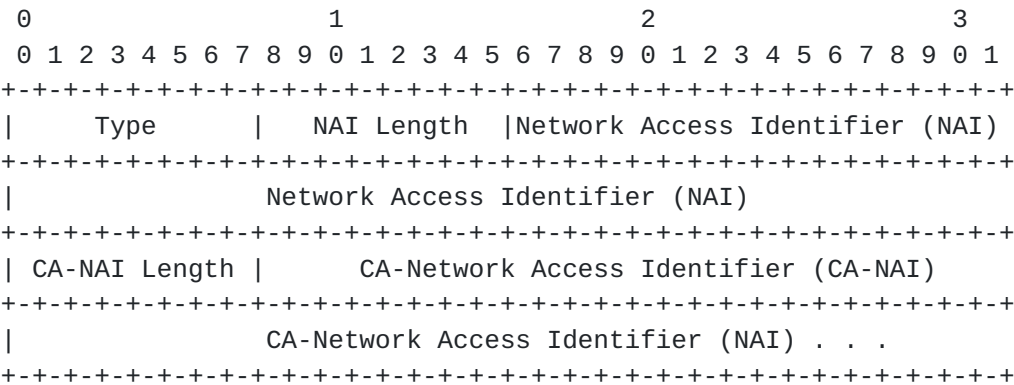 0                   1                   2                   3
 0 1 2 3 4 5 6 7 8 9 0 1 2 3 4 5 6 7 8 9 0 1 2 3 4 5 6 7 8 9 0 1
+-+-+-+-+-+-+-+-+-+-+-+-+-+-+-+-+-+-+-+-+-+-+-+-+-+-+-+-+-+-+-+-+
|     Type      |   NAI Length  |Network Access Identifier (NAI)
+-+-+-+-+-+-+-+-+-+-+-+-+-+-+-+-+-+-+-+-+-+-+-+-+-+-+-+-+-+-+-+-+
|                Network Access Identifier (NAI)
+-+-+-+-+-+-+-+-+-+-+-+-+-+-+-+-+-+-+-+-+-+-+-+-+-+-+-+-+-+-+-+-+
| CA-NAI Length |      CA-Network Access Identifier (CA-NAI)
+-+-+-+-+-+-+-+-+-+-+-+-+-+-+-+-+-+-+-+-+-+-+-+-+-+-+-+-+-+-+-+-+
|                CA-Network Access Identifier (NAI) . . .
+-+-+-+-+-+-+-+-+-+-+-+-+-+-+-+-+-+-+-+-+-+-+-+-+-+-+-+-+-+-+-+-+